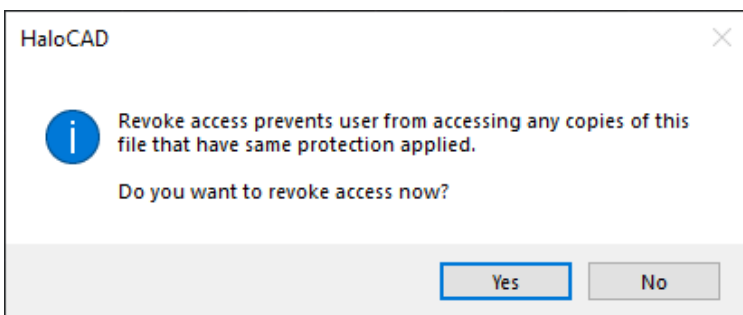 HaloCAD
Revoke access prevents user from accessing any copies of this
file that have same protection applied.
Do you want to revoke access now?
Yes
No